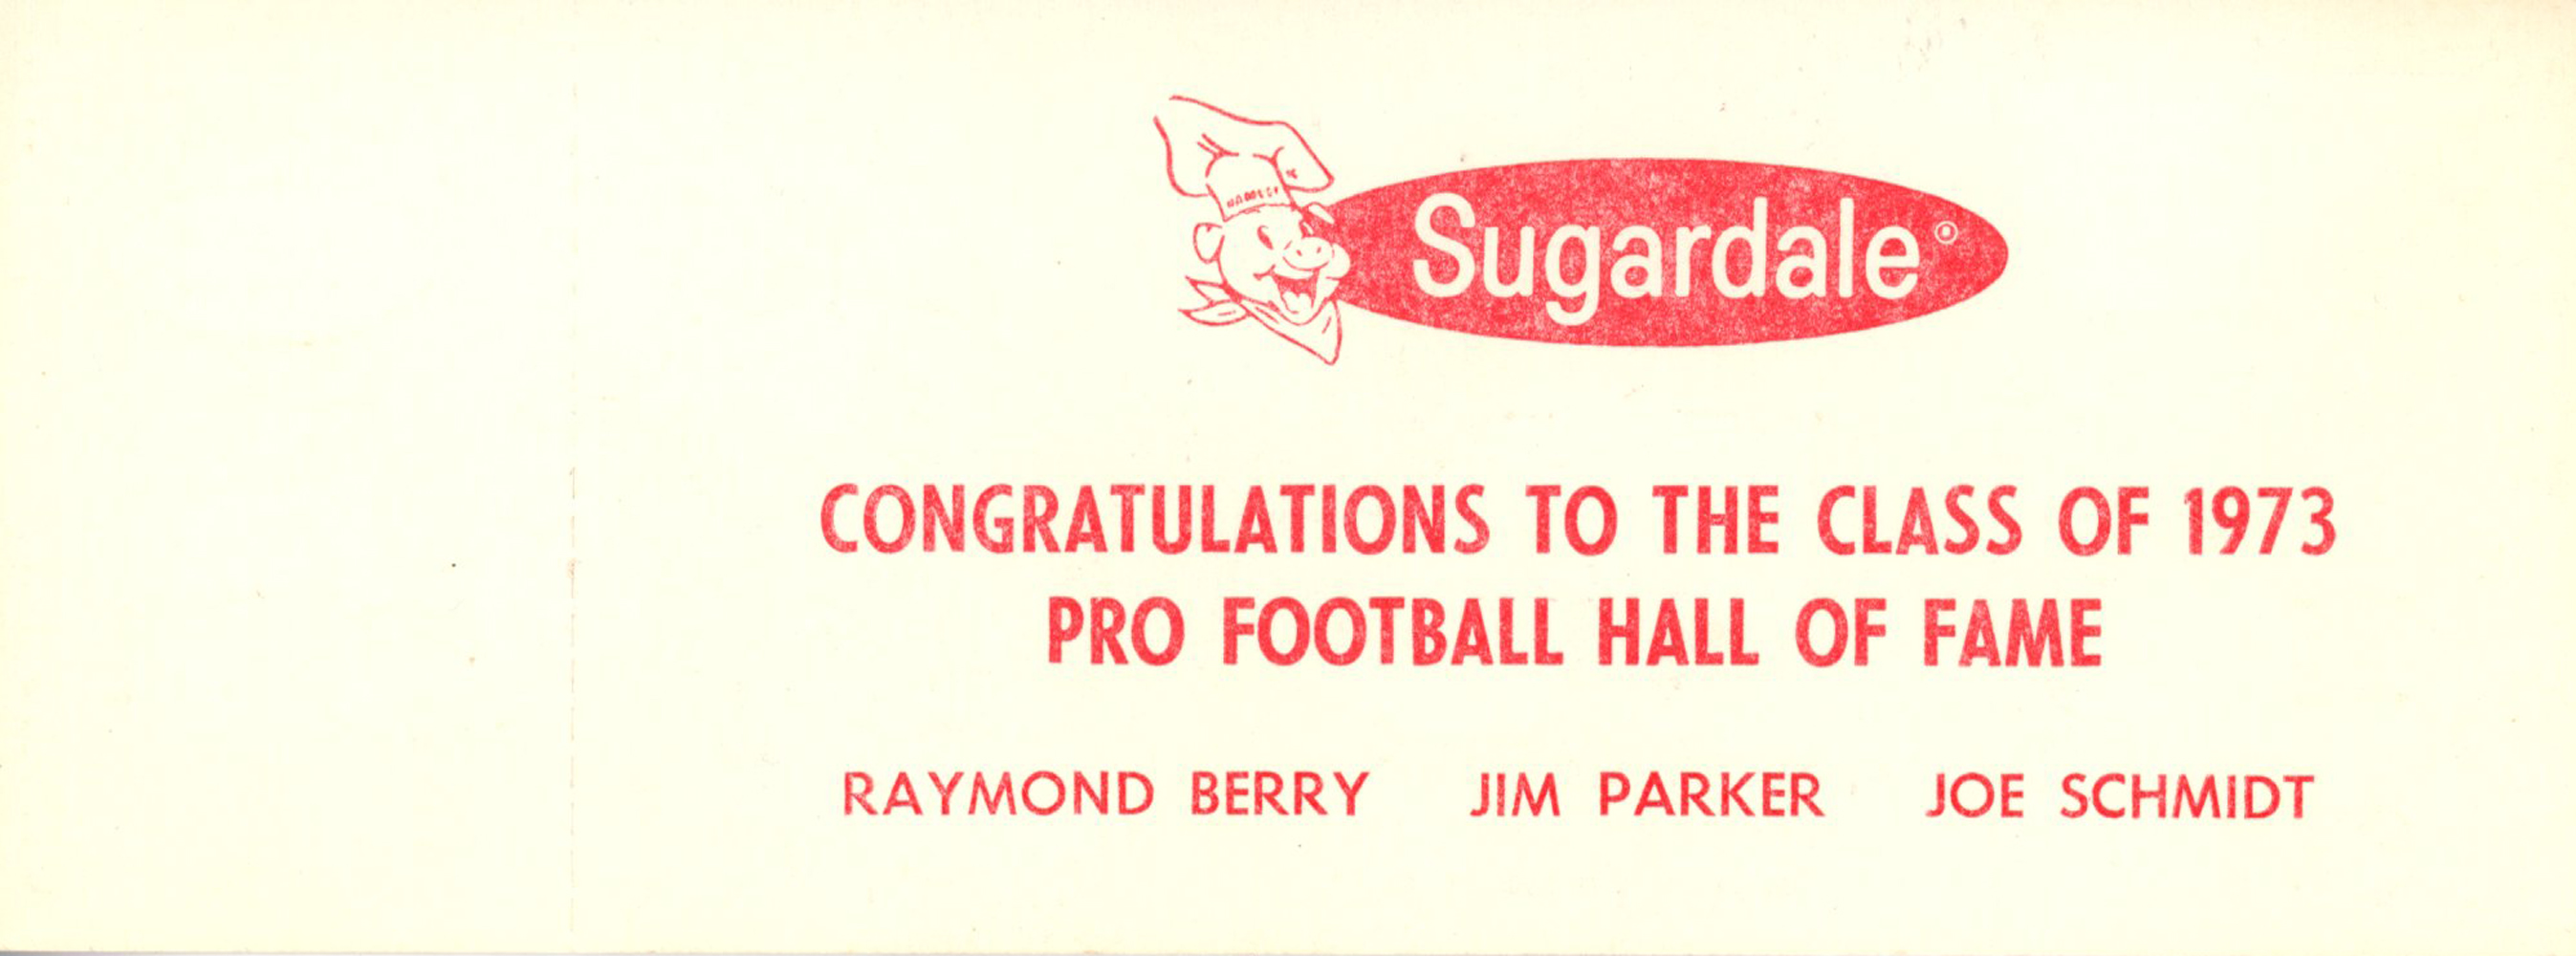 Sugardale®
CONGRATULATIONS TO THE CLASS OF 1973
PRO FOOTBALL HALL OF FAME
RAYMOND BERRY JIM PARKER JOE SCHMIDT